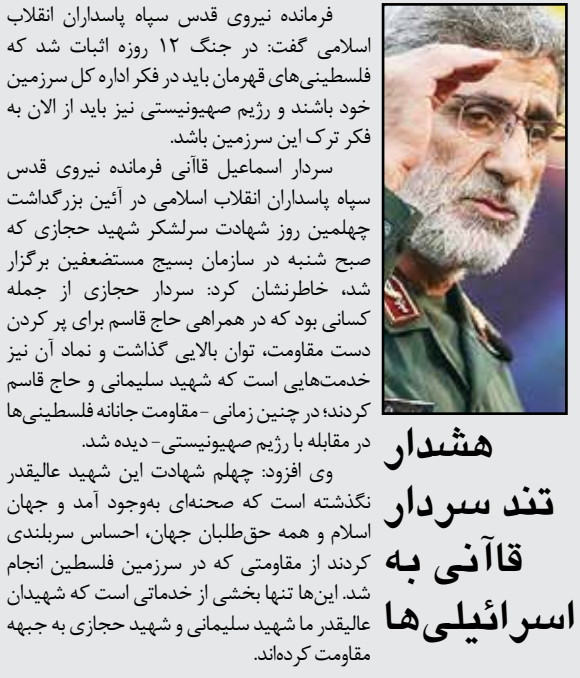 هشدار
تند سردار
قاآنی به
اسرائیلی‌ها
فرمانده نیروی قدس سپاه پاسداران انقلاب
اسلامی گفت: در جنگ ۱۲ روزه اثبات شد که
فلسطینی‌های قهرمان باید در فکر اداره کل سرزمین
خود باشند و رژیم صهیونیستی نیز باید از الان به
فکر ترک این سرزمین باشد.
سردار اسماعیل قاآنی فرمانده نیروی قدس
سپاه پاسداران انقلاب اسلامی در آئین بزرگداشت
چهلمین روز شهادت سرلشکر شهید حجازی که
صبح شنبه در سازمان بسیج مستضعفین برگزار
شد، خاطرنشان کرد: سردار حجازی از جمله
کسانی بود که در همراهی حاج قاسم برای پر کردن
دست مقاومت، توان بالایی گذاشت و نماد آن نیز
خدمت‌هایی است که شهید سلیمانی و حاج قاسم
کردند؛ در چنین زمانی -مقاومت جانانه فلسطینی‌ها
در مقابله با رژیم صهیونیستی- دیده شد.
وی افزود: چهلم شهادت این شهید عالیقدر
نگذشته است که صحنه‌ای به‌وجود آمد و جهان
اسلام و همه حق‌طلبان جهان، احساس سربلندی
کردند از مقاومتی که در سرزمین فلسطین انجام
شد. این‌ها تنها بخشی از خدماتی است که شهیدان
عالیقدر ما شهید سلیمانی و شهید حجازی به جبهه
مقاومت کرده‌اند.